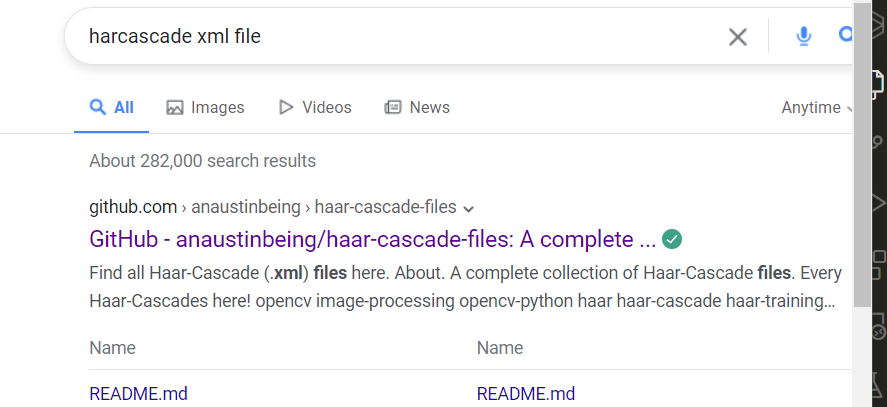 harcascade xml file
All Images Videos News Anytime
About 282,000 search results
github.com › anaustinbeing › haar-cascade-files
GitHub - anaustinbeing/haar-cascade-files: A complete ...
Find all Haar-Cascade (.xml) files here. About. A complete collection of Haar-Cascade files. Every
Haar-Cascades here! opencv image-processing opencv-python haar haar-cascade haar-training...
Name Name
README.md README.md